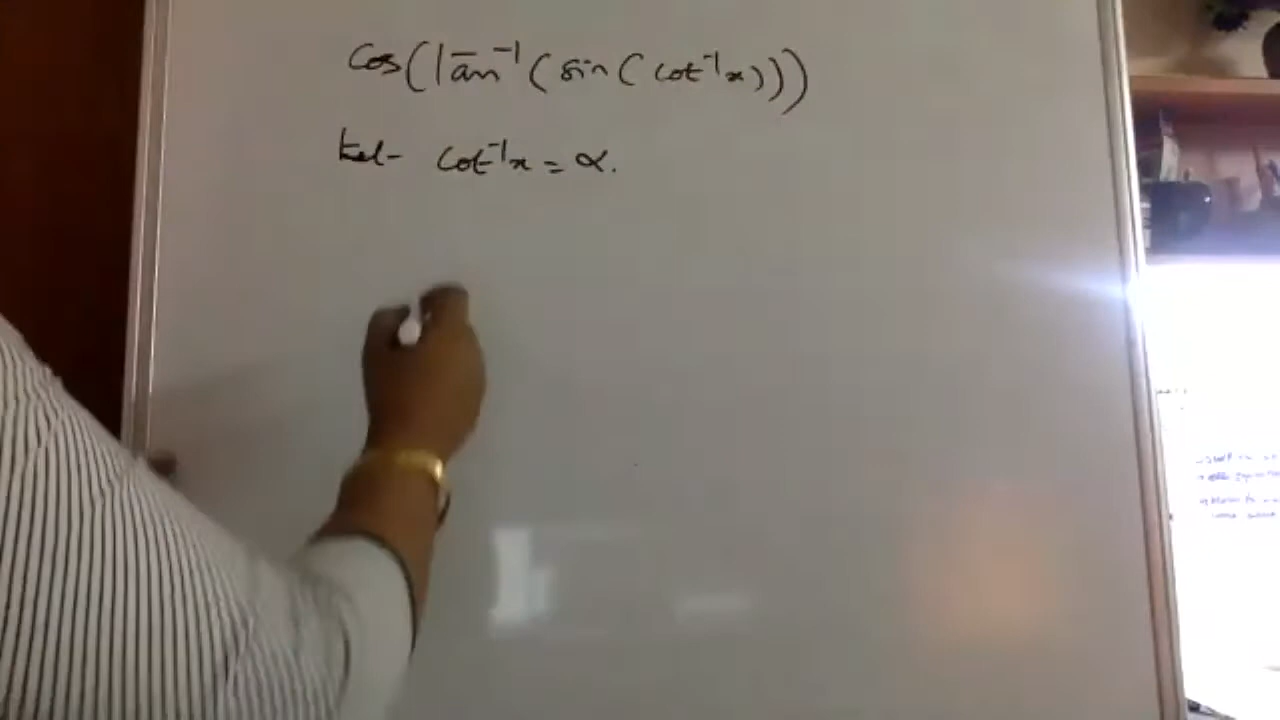 cos(tan⁻¹(sin(cot⁻¹x)))
Let cot⁻¹x = α.